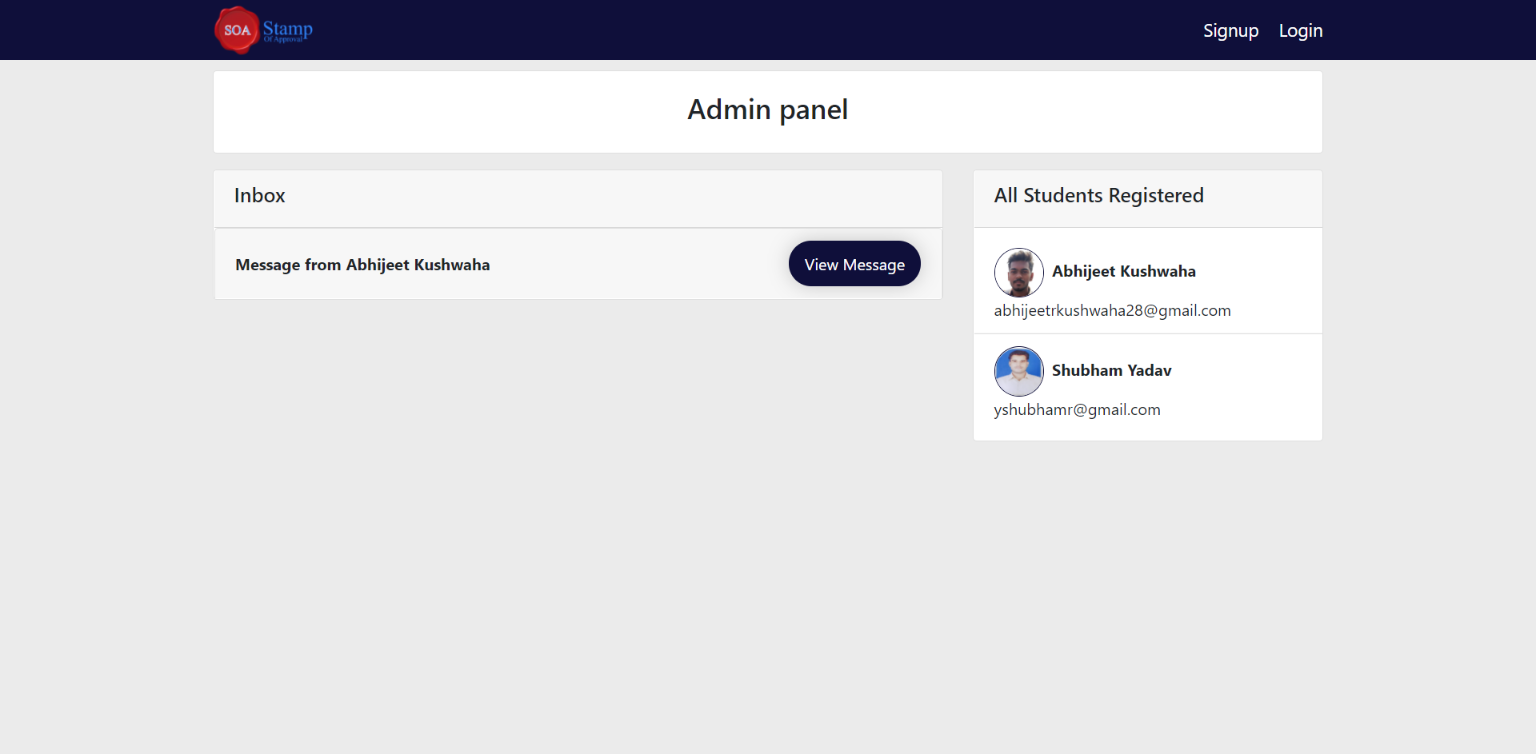 SOA
Stamp
Of Approval
Signup
Login
Admin panel
Inbox
Message from Abhijeet Kushwaha
View Message
All Students Registered
Abhijeet Kushwaha
abhijeetrkushwaha28@gmail.com
Shubham Yadav
yshubhamr@gmail.com